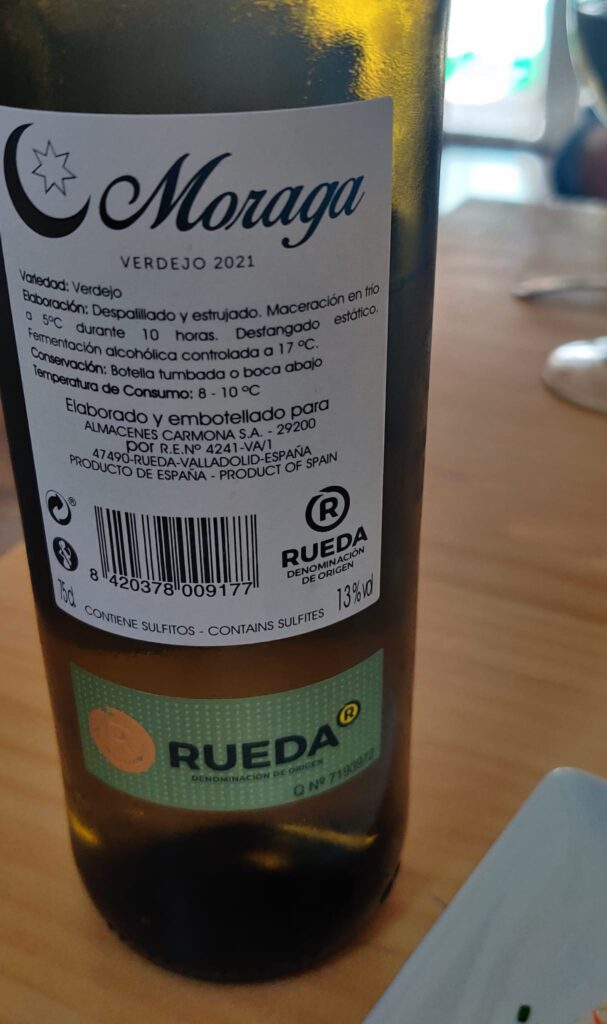 Moraga
VERDEJO 2021
Variedad: Verdejo
Elaboración: Despalillado y estrujado. Maceración en frío
a 5ºC durante 10 horas. Desfangado estático.
Fermentación alcohólica controlada a 17 ºC.
Conservación: Botella tumbada o boca abajo
Temperatura de Consumo: 8 - 10 ºC
Elaborado y embotellado para
ALMACENES CARMONA S.A. - 29200
por R.E.Nº 4241-VA/1
47490-RUEDA-VALLADOLID-ESPAÑA
PRODUCTO DE ESPAÑA - PRODUCT OF SPAIN
®
R
RUEDA
DENOMINACIÓN
DE ORIGEN
8 420378 009177
75cl.
13%vol
CONTIENE SULFITOS - CONTAINS SULFITES
R
RUEDA
R
DENOMINACIÓN DE ORIGEN
Q Nº 7193972